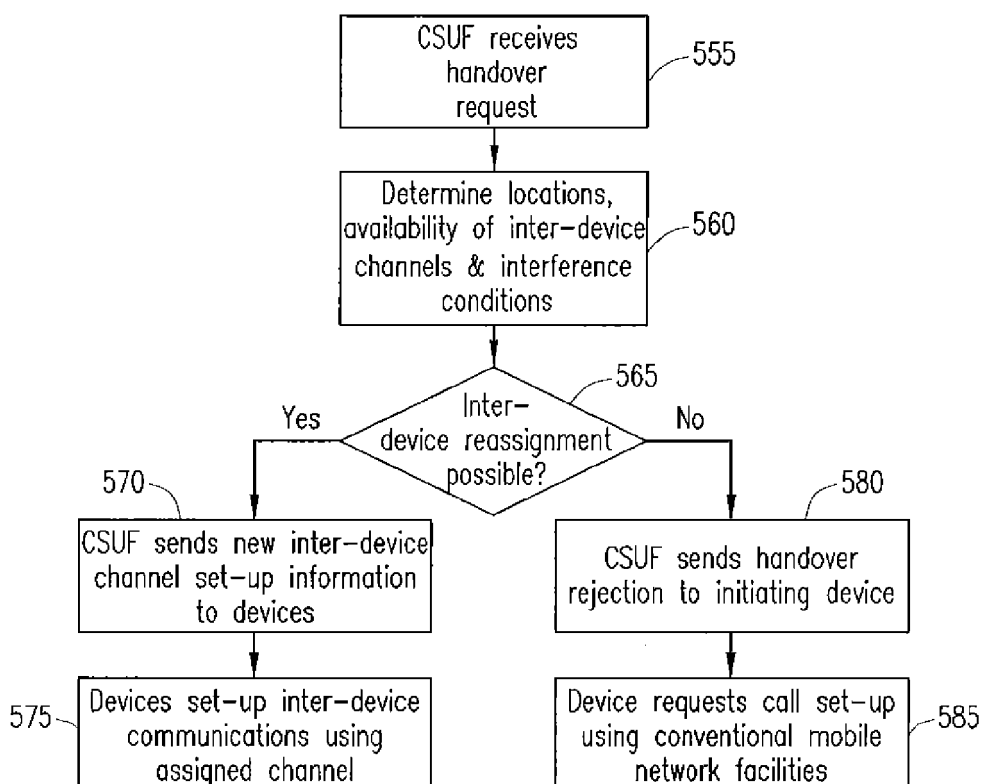 CSUF receives
handover
request
555
Determine locations,
availability of inter-device
channels & interference
conditions
560
Inter-
device reassignment
possible?
565
Yes
No
570
CSUF sends new inter-device
channel set-up information
to devices
580
CSUF sends handover
rejection to initiating device
575
Devices set-up inter-device
communications using
assigned channel
Device requests call set-up
using conventional mobile
network facilities
585